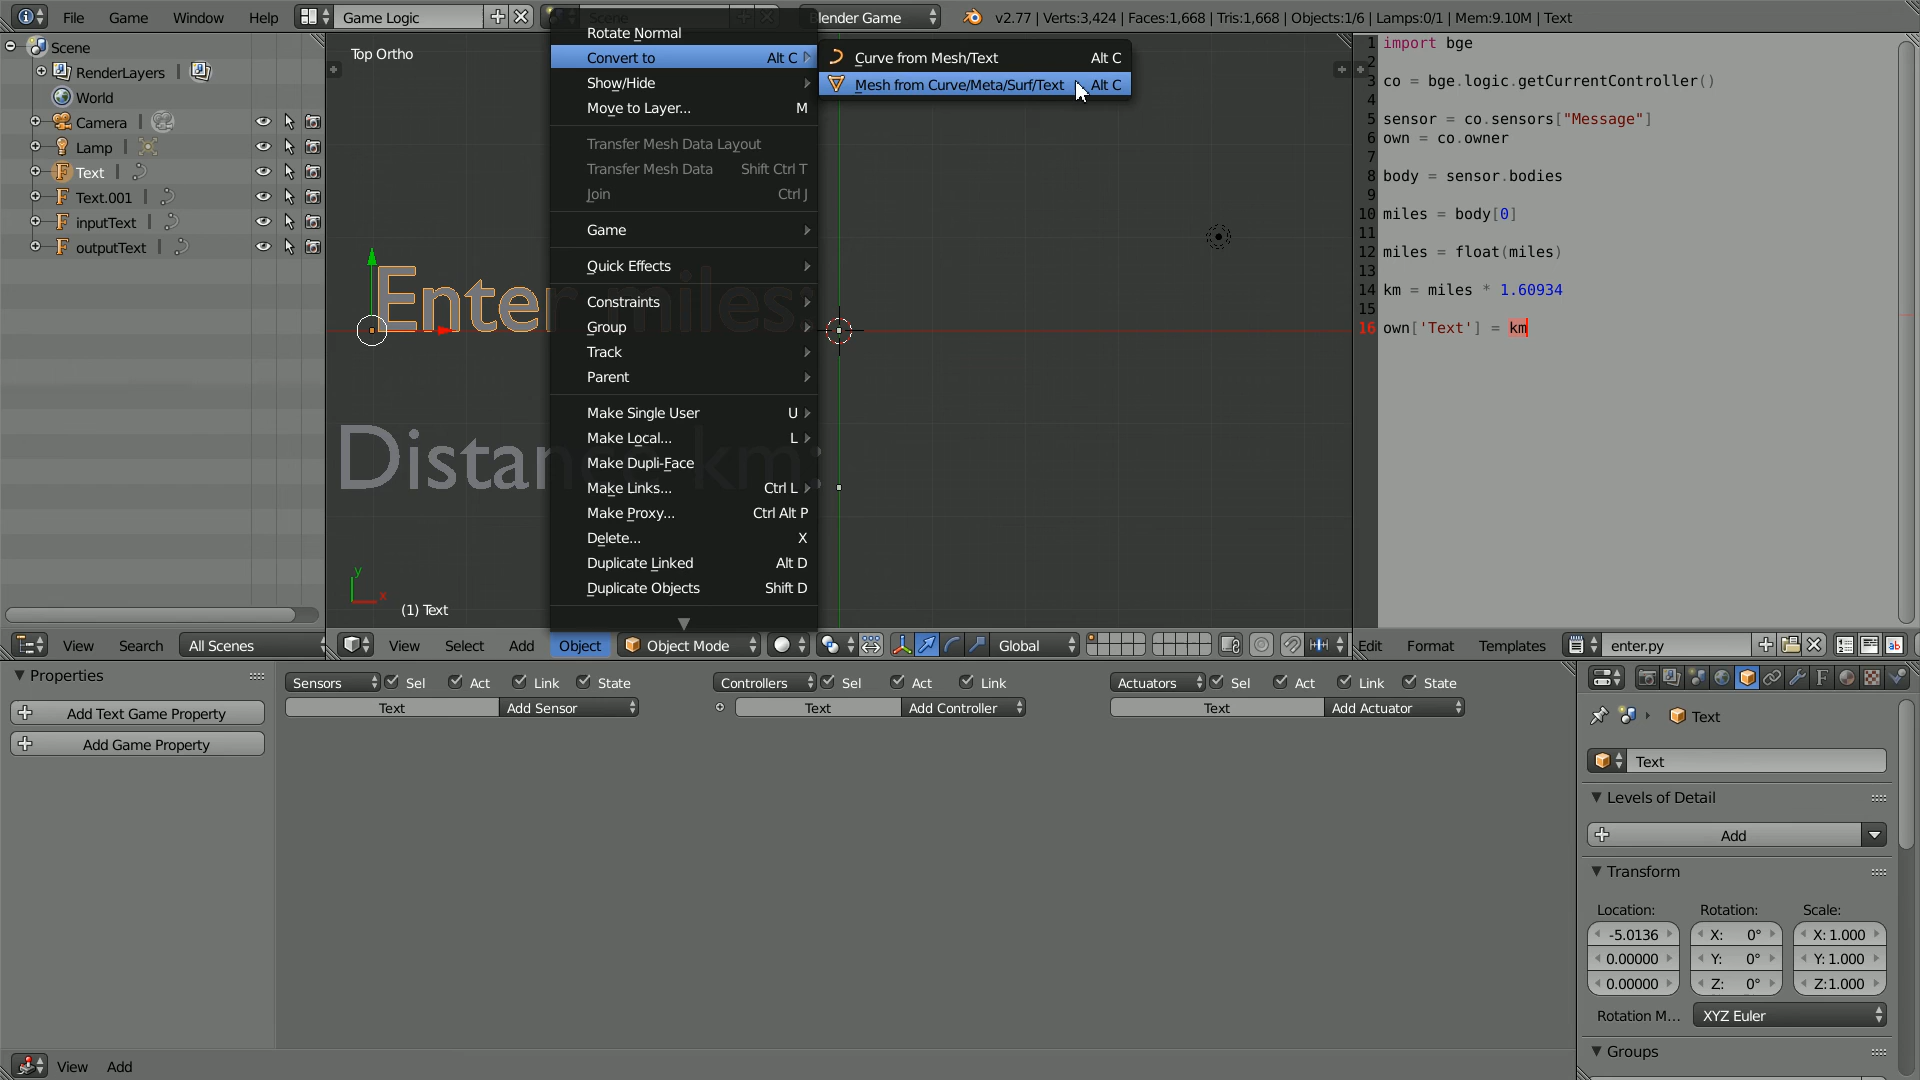 File Game Window Help Game Logic Scene Blender Game v2.77 | Verts:3,424 | Faces:1,668 | Tris:1,668 | Objects:1/6 | Lamps:0/1 | Mem:9.10M | Text
Scene
RenderLayers
World
Camera
Lamp
Text
Text.001
inputText
outputText
View Search All Scenes
Top Ortho
Enter miles:
Distan km:
y
x
(1) Text
Rotate Normal
Convert to Alt C
Show/Hide
Move to Layer... M
Transfer Mesh Data Layout
Transfer Mesh Data Shift Ctrl T
Join Ctrl J
Game
Quick Effects
Constraints
Group
Track
Parent
Make Single User U
Make Local... L
Make Dupli-Face
Make Links... Ctrl L
Make Proxy... Ctrl Alt P
Delete... X
Duplicate Linked Alt D
Duplicate Objects Shift D
Curve from Mesh/Text Alt C
Mesh from Curve/Meta/Surf/Text Alt C
View Select Add Object Object Mode Global
1 import bge
2
3 co = bge.logic.getCurrentController()
4
5 sensor = co.sensors["Message"]
6 own = co.owner
7
8 body = sensor.bodies
9
10 miles = body[0]
11
12 miles = float(miles)
13
14 km = miles * 1.60934
15
16 own['Text'] = km
Edit Format Templates enter.py ab
Properties
Add Text Game Property
Add Game Property
Sensors Sel Act Link State
Text Add Sensor
Controllers Sel Act Link
Text Add Controller
Actuators Sel Act Link State
Text Add Actuator
Text
Text
Levels of Detail
Add
Transform
Location: Rotation: Scale:
-5.0136 X: 0° X: 1.000
0.00000 Y: 0° Y: 1.000
0.00000 Z: 0° Z:1.000
Rotation M... XYZ Euler
Groups
View Add